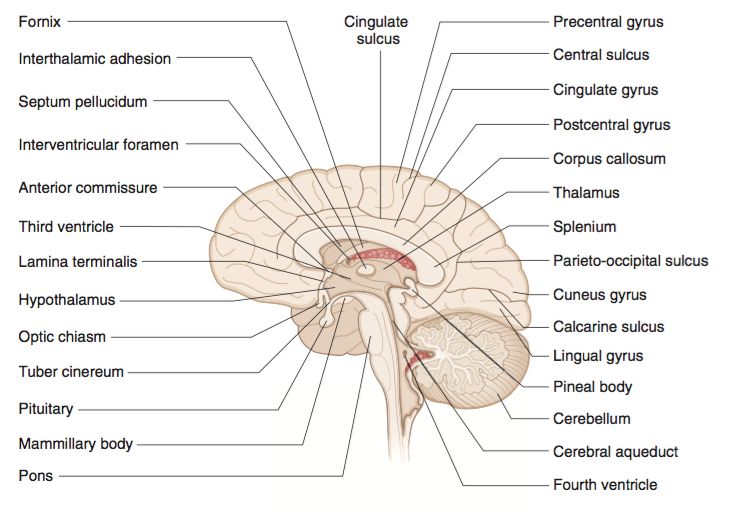 Fornix
Interthalamic adhesion
Septum pellucidum
Interventricular foramen
Anterior commissure
Third ventricle
Lamina terminalis
Hypothalamus
Optic chiasm
Tuber cinereum
Pituitary
Mammillary body
Pons
Cingulate
sulcus
Precentral gyrus
Central sulcus
Cingulate gyrus
Postcentral gyrus
Corpus callosum
Thalamus
Splenium
Parieto-occipital sulcus
Cuneus gyrus
Calcarine sulcus
Lingual gyrus
Pineal body
Cerebellum
Cerebral aqueduct
Fourth ventricle